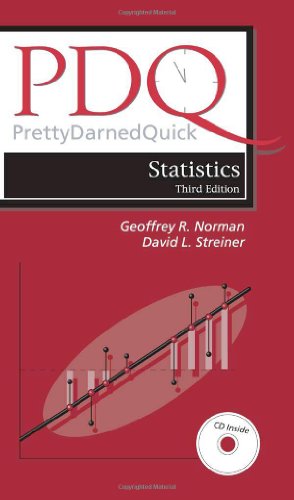 PDQ
PrettyDarnedQuick
Statistics
Third Edition
Geoffrey R. Norman
David L. Streiner
CD Inside